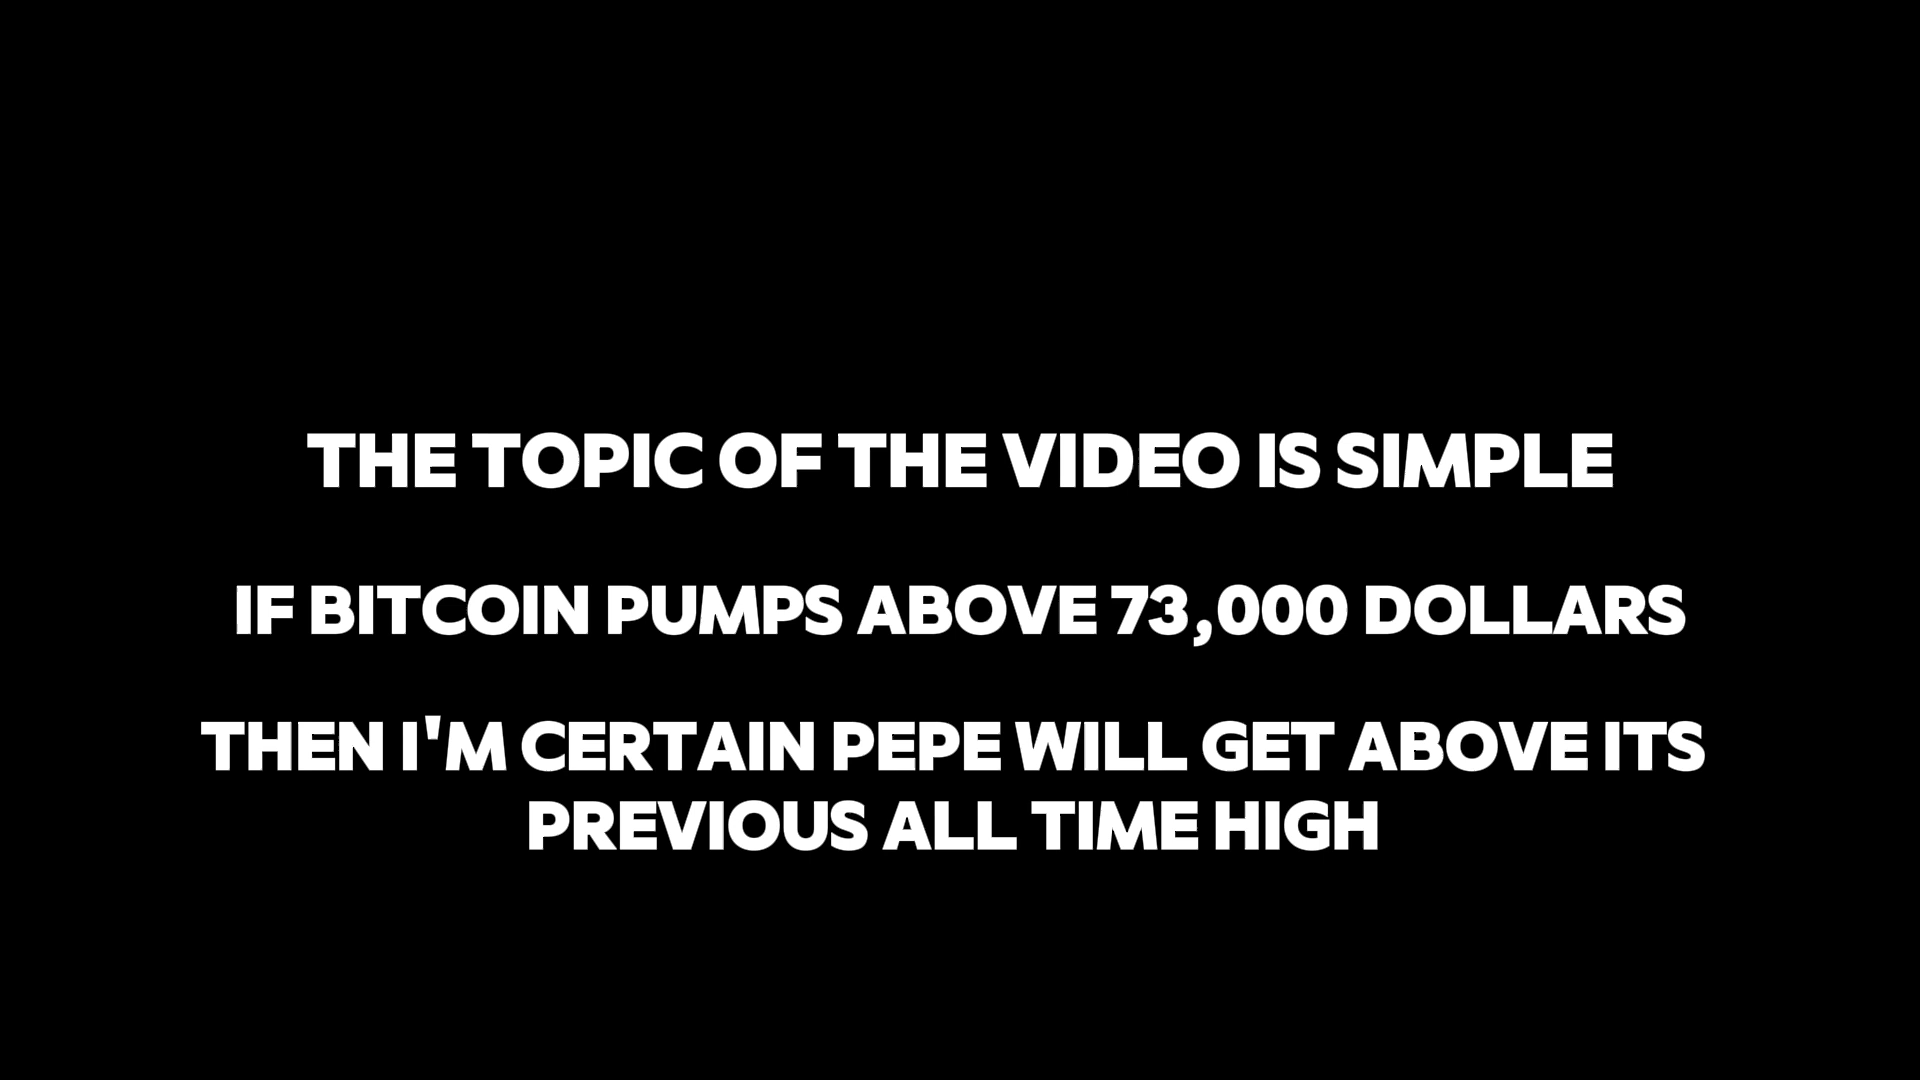 THE TOPIC OF THE VIDEO IS SIMPLE
IF BITCOIN PUMPS ABOVE 73,000 DOLLARS
THEN I'M CERTAIN PEPE WILL GET ABOVE ITS
PREVIOUS ALL TIME HIGH